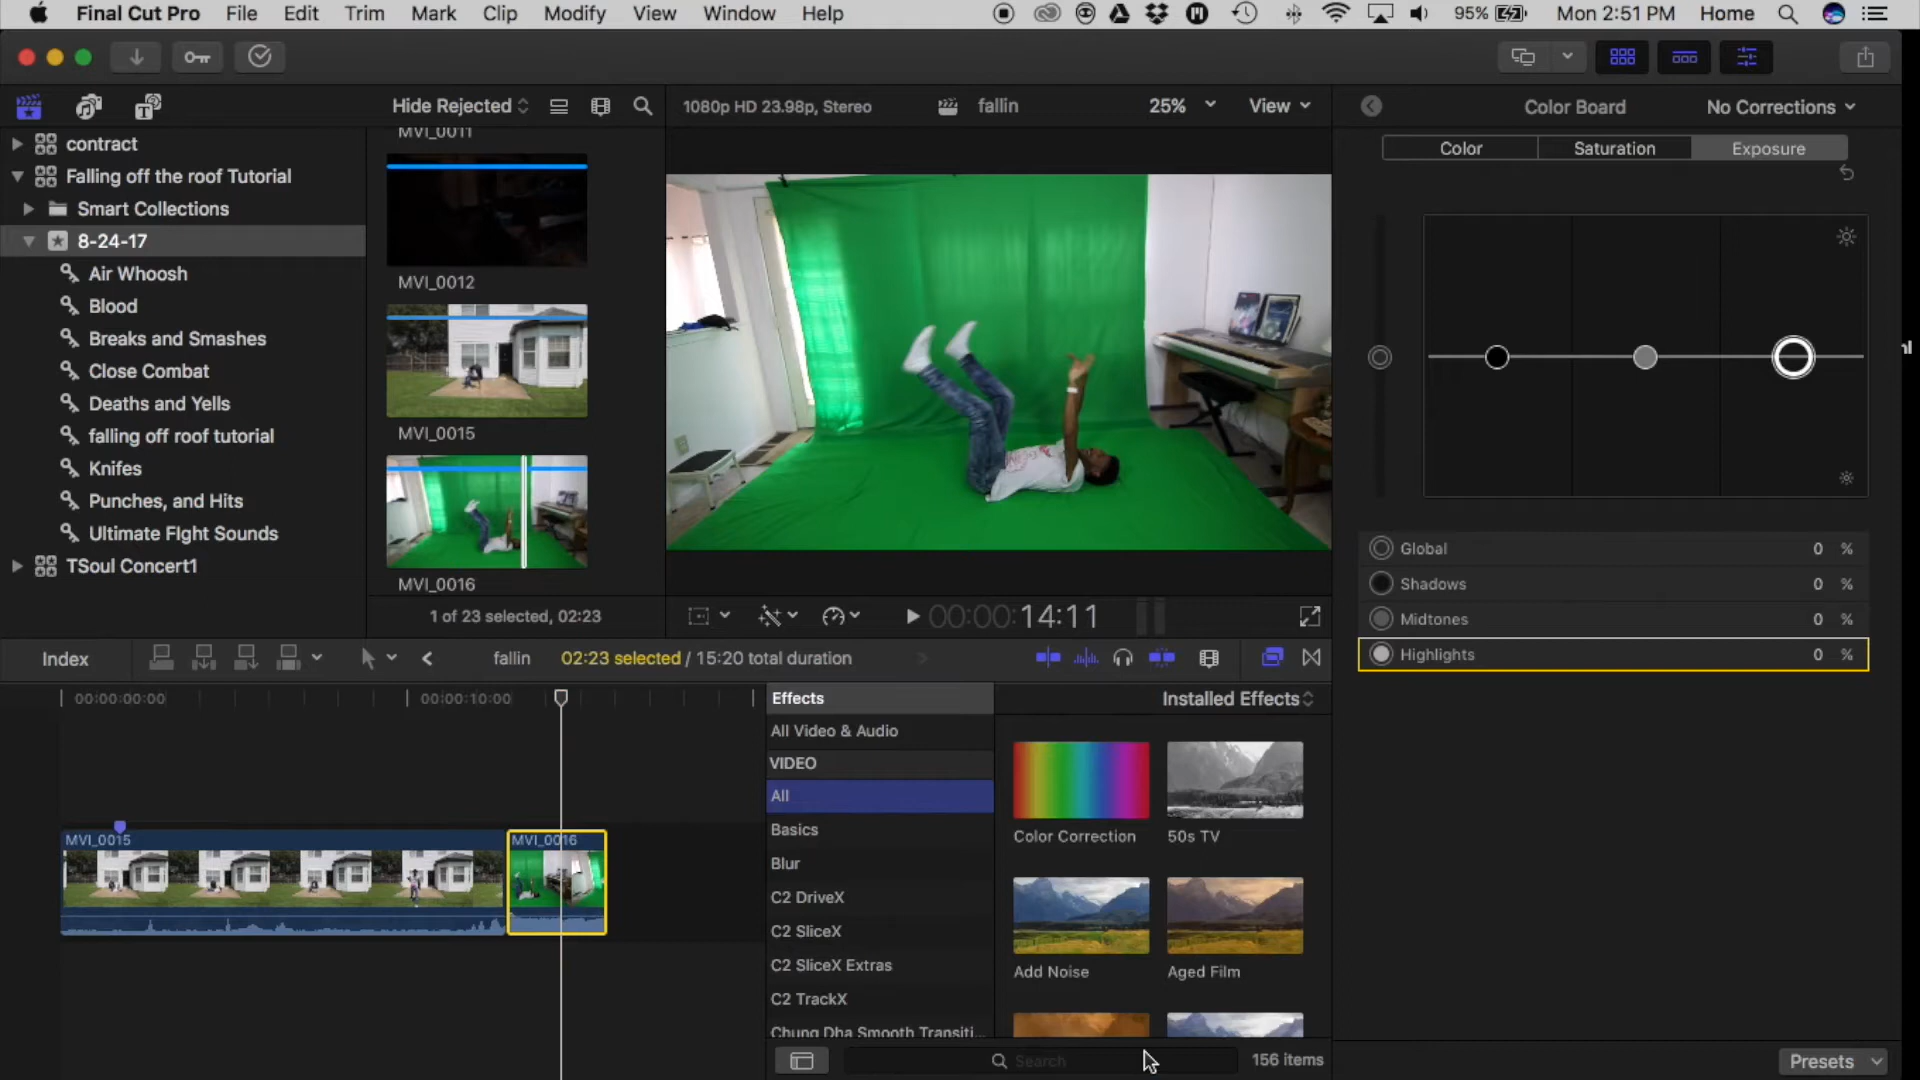 Final Cut Pro File Edit Trim Mark Clip Modify View Window Help 95% Mon 2:51 PM Home
Hide Rejected
1080p HD 23.98p, Stereo fallin 25% View
Color Board No Corrections
contract
Falling off the roof Tutorial
Smart Collections
8-24-17
Air Whoosh
Blood
Breaks and Smashes
Close Combat
Deaths and Yells
falling off roof tutorial
Knifes
Punches, and Hits
Ultimate FIght Sounds
TSoul Concert1
MVI_0011
MVI_0012
MVI_0015
MVI_0016
1 of 23 selected, 02:23
00:00:14:11
Color Saturation Exposure
Global 0 %
Shadows 0 %
Midtones 0 %
Highlights 0 %
Index fallin 02:23 selected / 15:20 total duration
00:00:00:00 00:00:10:00
MVI_0015
MVI_0016
Effects
Installed Effects
All Video & Audio
VIDEO
All
Basics
Blur
C2 DriveX
C2 SliceX
C2 SliceX Extras
C2 TrackX
Chung Dha Smooth Transiti...
Color Correction 50s TV
Add Noise Aged Film
Search 156 items
Presets